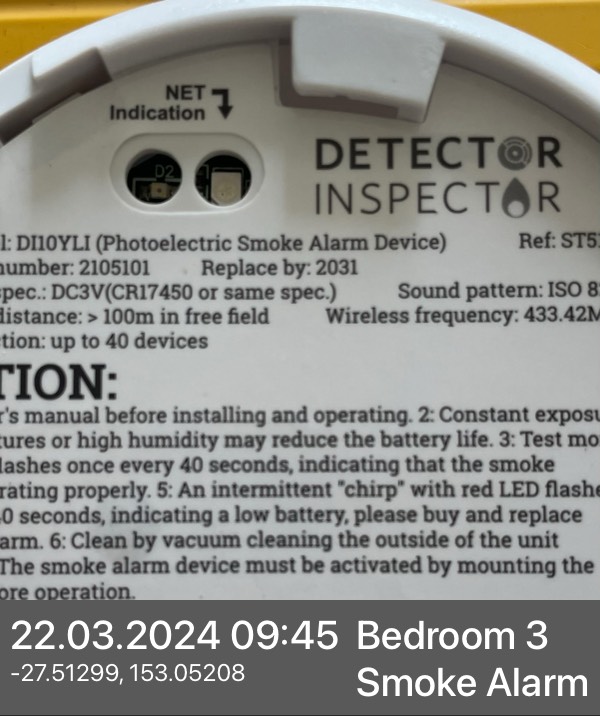 NET
Indication
D2
DETECTOR
INSPECTOR
l: DI10YLI (Photoelectric Smoke Alarm Device) Ref: ST5
number: 2105101 Replace by: 2031
spec.: DC3V(CR17450 or same spec.) Sound pattern: ISO 8
distance: > 100m in free field Wireless frequency: 433.42M
tion: up to 40 devices
TION:
r's manual before installing and operating. 2: Constant exposu
tures or high humidity may reduce the battery life. 3: Test mo
lashes once every 40 seconds, indicating that the smoke
rating properly. 5: An intermittent "chirp" with red LED flashe
0 seconds, indicating a low battery, please buy and replace
arm. 6: Clean by vacuum cleaning the outside of the unit
The smoke alarm device must be activated by mounting the
ore operation.
22.03.2024 09:45 Bedroom 3
-27.51299, 153.05208 Smoke Alarm